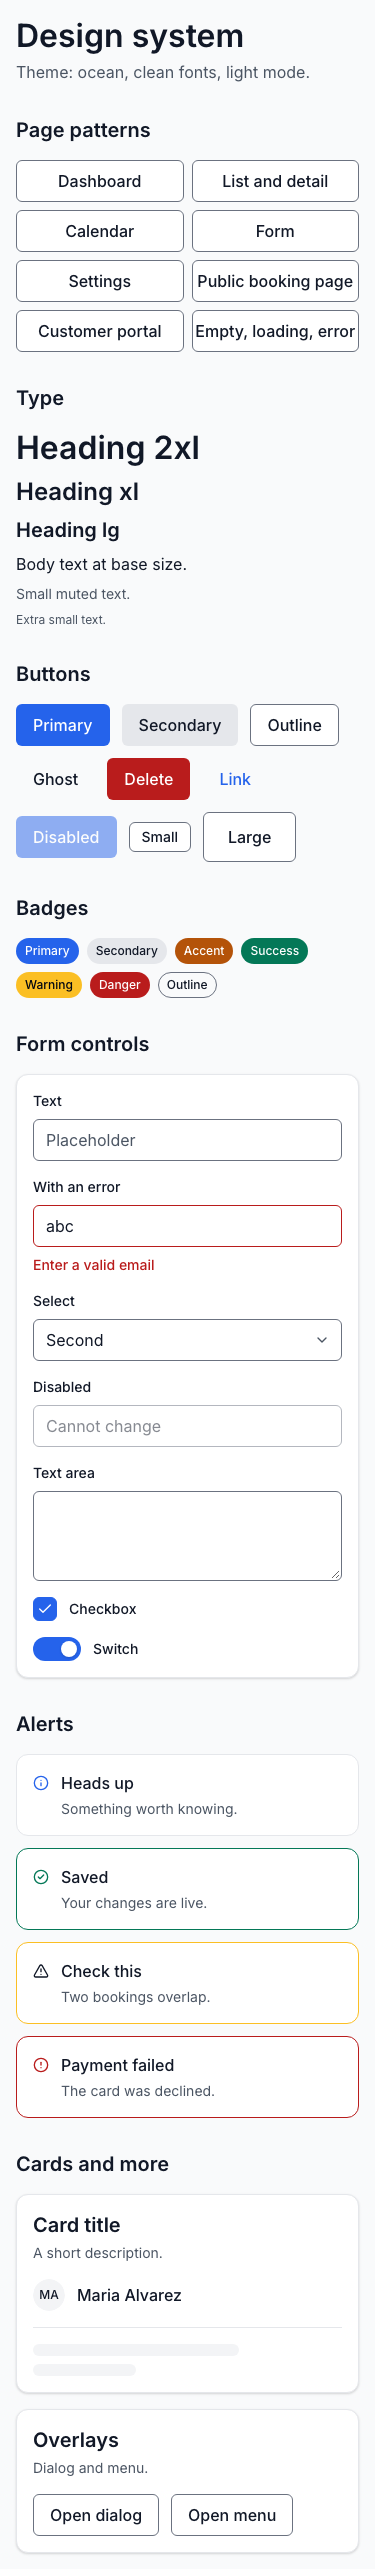 Design system
Theme: ocean, clean fonts, light mode.
Page patterns
Dashboard
List and detail
Calendar
Form
Settings
Public booking page
Customer portal
Empty, loading, error
Type
Heading 2xl
Heading xl
Heading lg
Body text at base size.
Small muted text.
Extra small text.
Buttons
Primary
Secondary
Outline
Ghost
Delete
Link
Disabled
Small
Large
Badges
Primary
Secondary
Accent
Success
Warning
Danger
Outline
Form controls
Text
Placeholder
With an error
abc
Enter a valid email
Select
Second
Disabled
Cannot change
Text area
Checkbox
Switch
Alerts
Heads up
Something worth knowing.
Saved
Your changes are live.
Check this
Two bookings overlap.
Payment failed
The card was declined.
Cards and more
Card title
A short description.
MA
Maria Alvarez
Overlays
Dialog and menu.
Open dialog
Open menu